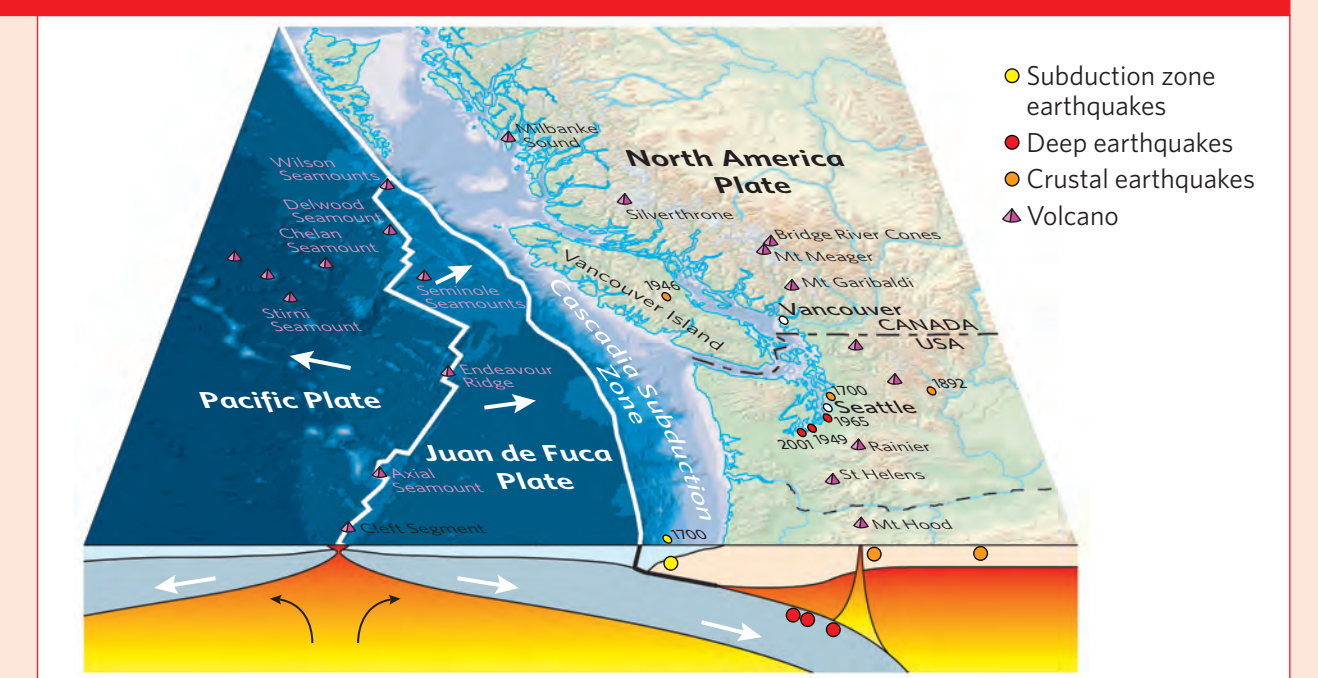 Subduction zone
earthquakes
Deep earthquakes
Crustal earthquakes
Volcano
Milbanke
Sound
North America
Plate
Wilson
Seamounts
Delwood
Seamount
Chelan
Seamount
Silverthrone
Bridge River Cones
Mt Meager
Mt Garibaldi
Seminole
Seamounts
Stirni
Seamount
Vancouver Island
1946
Vancouver
CANADA
USA
Cascadia Subduction
Zone
Endeavour
Ridge
Pacific Plate
1892
1700
Seattle
1965
1949
2001
Rainier
Juan de Fuca
Plate
Axial
Seamount
St Helens
Cleft Segment
Mt Hood
1700